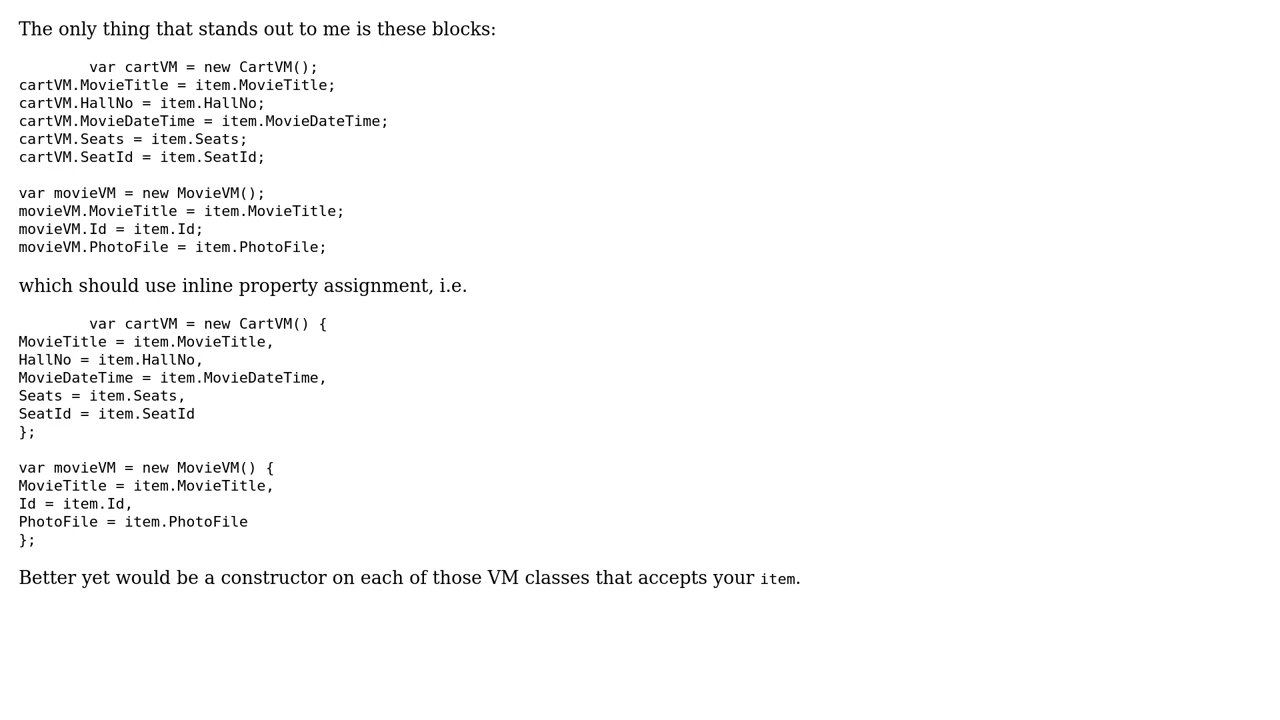 The only thing that stands out to me is these blocks:
        var cartVM = new CartVM();
cartVM.MovieTitle = item.MovieTitle;
cartVM.HallNo = item.HallNo;
cartVM.MovieDateTime = item.MovieDateTime;
cartVM.Seats = item.Seats;
cartVM.SeatId = item.SeatId;

var movieVM = new MovieVM();
movieVM.MovieTitle = item.MovieTitle;
movieVM.Id = item.Id;
movieVM.PhotoFile = item.PhotoFile;
which should use inline property assignment, i.e.
        var cartVM = new CartVM() {
MovieTitle = item.MovieTitle,
HallNo = item.HallNo,
MovieDateTime = item.MovieDateTime,
Seats = item.Seats,
SeatId = item.SeatId
};

var movieVM = new MovieVM() {
MovieTitle = item.MovieTitle,
Id = item.Id,
PhotoFile = item.PhotoFile
};
Better yet would be a constructor on each of those VM classes that accepts your item.